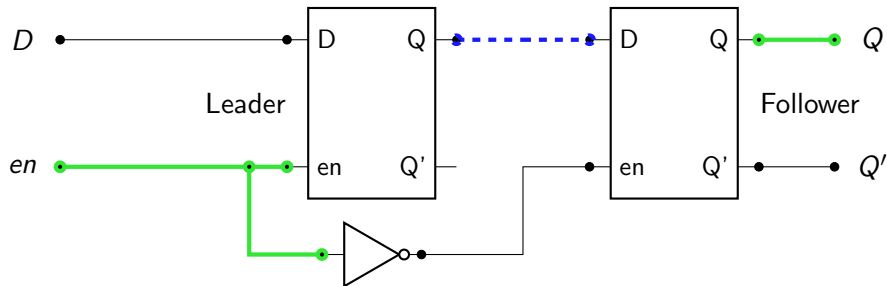 D D Q D Q Q
Leader Follower
en en Q' en Q' Q'